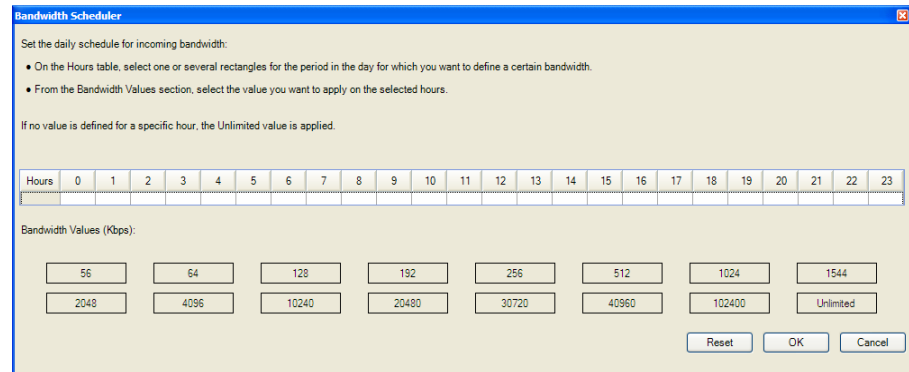 Bandwidth Scheduler
Set the daily schedule for incoming bandwidth:
● On the Hours table, select one or several rectangles for the period in the day for which you want to define a certain bandwidth.
● From the Bandwidth Values section, select the value you want to apply on the selected hours.
If no value is defined for a specific hour, the Unlimited value is applied.
Hours 0 1 2 3 4 5 6 7 8 9 10 11 12 13 14 15 16 17 18 19 20 21 22 23
Bandwidth Values (Kbps):
56 64 128 192 256 512 1024 1544
2048 4096 10240 20480 30720 40960 102400 Unlimited
Reset OK Cancel